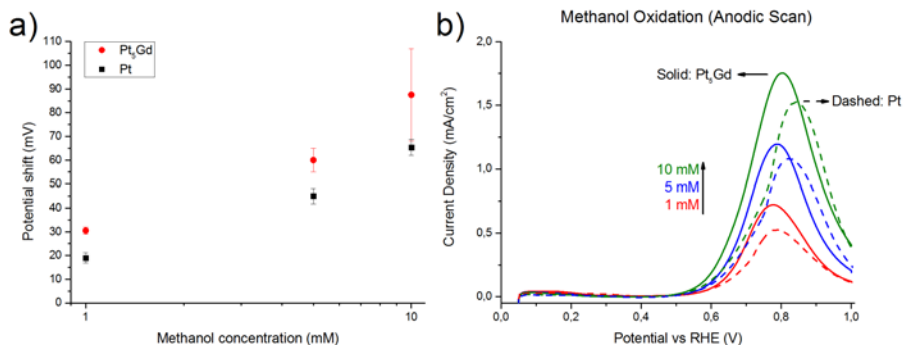 a)
Pt₅Gd
Pt
110
100
90
80
70
60
50
40
30
20
10
0
Potential shift (mV)
1
10
Methanol concentration (mM)
b)
Methanol Oxidation (Anodic Scan)
2,0
1,5
1,0
0,5
0,0
Current Density (mA/cm²)
Solid: Pt₅Gd
Dashed: Pt
10 mM
5 mM
1 mM
0,0
0,2
0,4
0,6
0,8
1,0
Potential vs RHE (V)